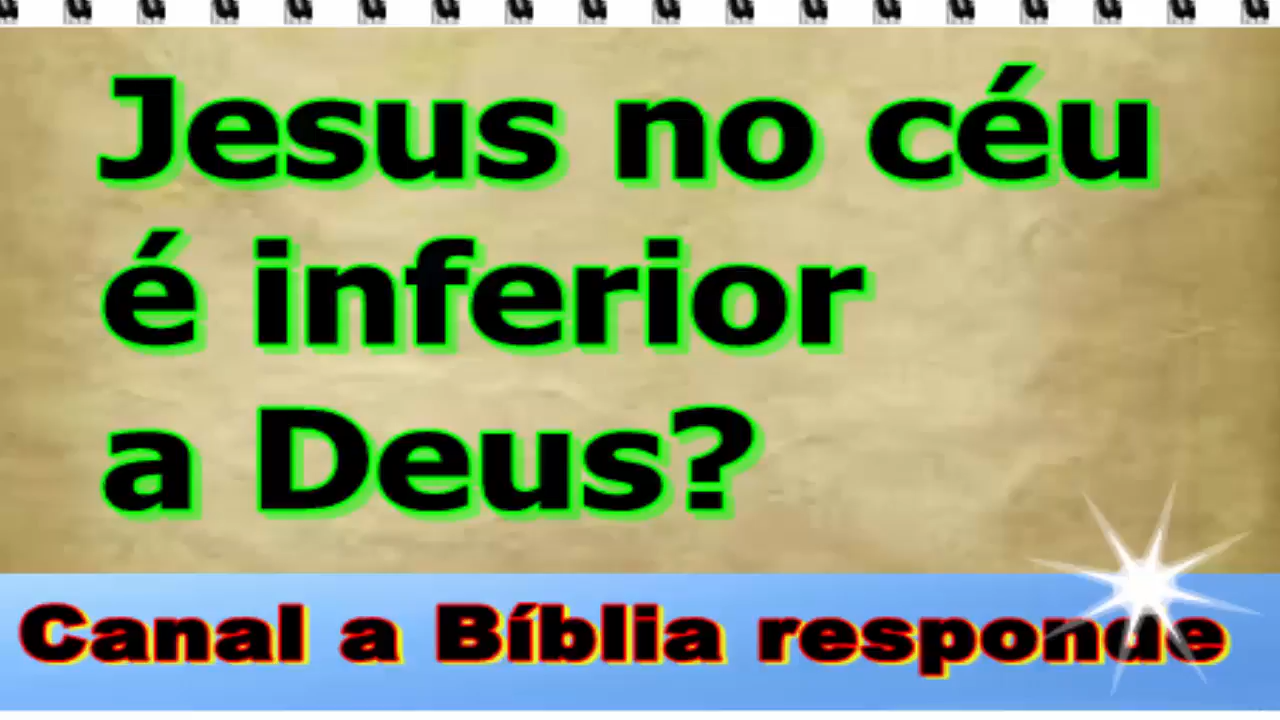 Jesus no céu
é inferior
a Deus?
Canal a Bíblia responde